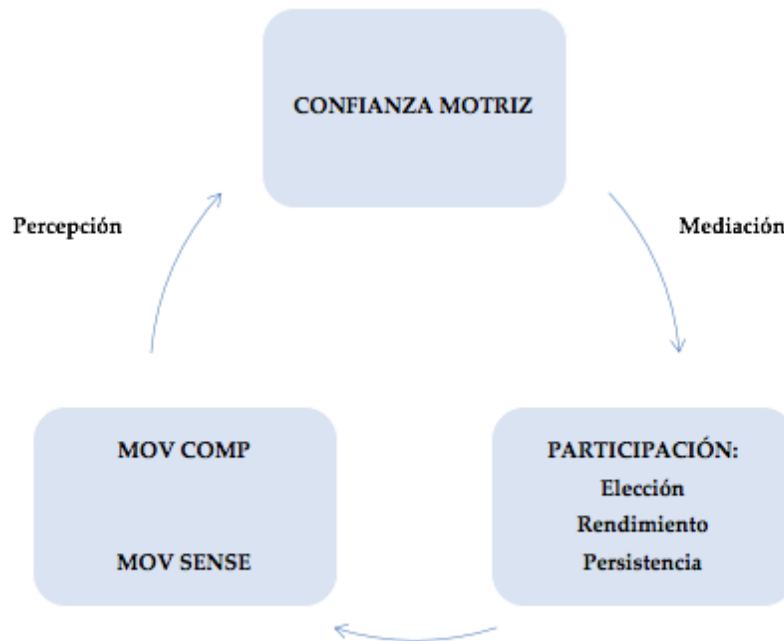 CONFIANZA MOTRIZ
Percepción
Mediación
MOV COMP
MOV SENSE
PARTICIPACIÓN:
Elección
Rendimiento
Persistencia